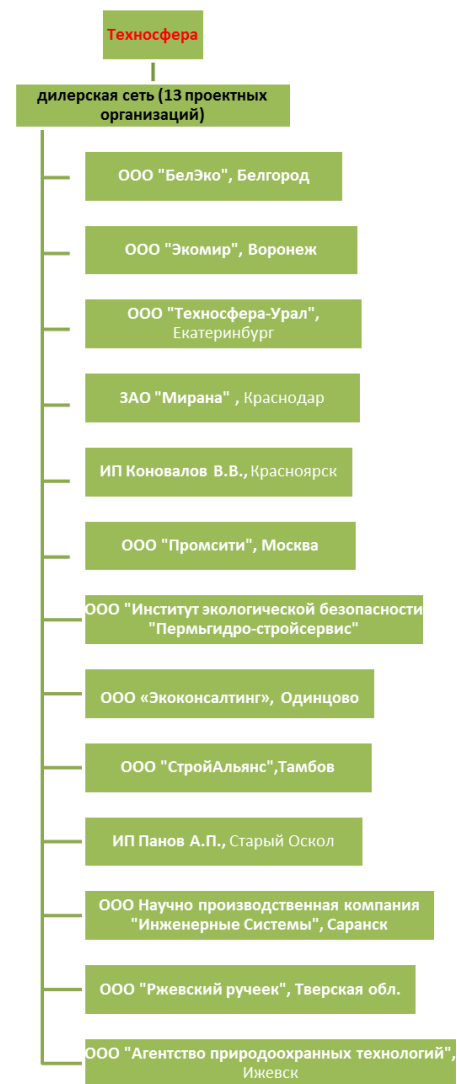 Техносфера
дилерская сеть (13 проектных
организаций)
ООО "БелЭко", Белгород
ООО "Экомир", Воронеж
ООО "Техносфера-Урал",
Екатеринбург
ЗАО "Мирана" , Краснодар
ИП Коновалов В.В., Красноярск
ООО "Промсити", Москва
ООО "Институт экологической безопасности
"Пермьгидро-стройсервис"
ООО «Экоконсалтинг», Одинцово
ООО "СтройАльянс",Тамбов
ИП Панов А.П., Старый Оскол
ООО Научно производственная компания
"Инженерные Системы", Саранск
ООО "Ржевский ручеек", Тверская обл.
ООО "Агентство природоохранных технологий",
Ижевск